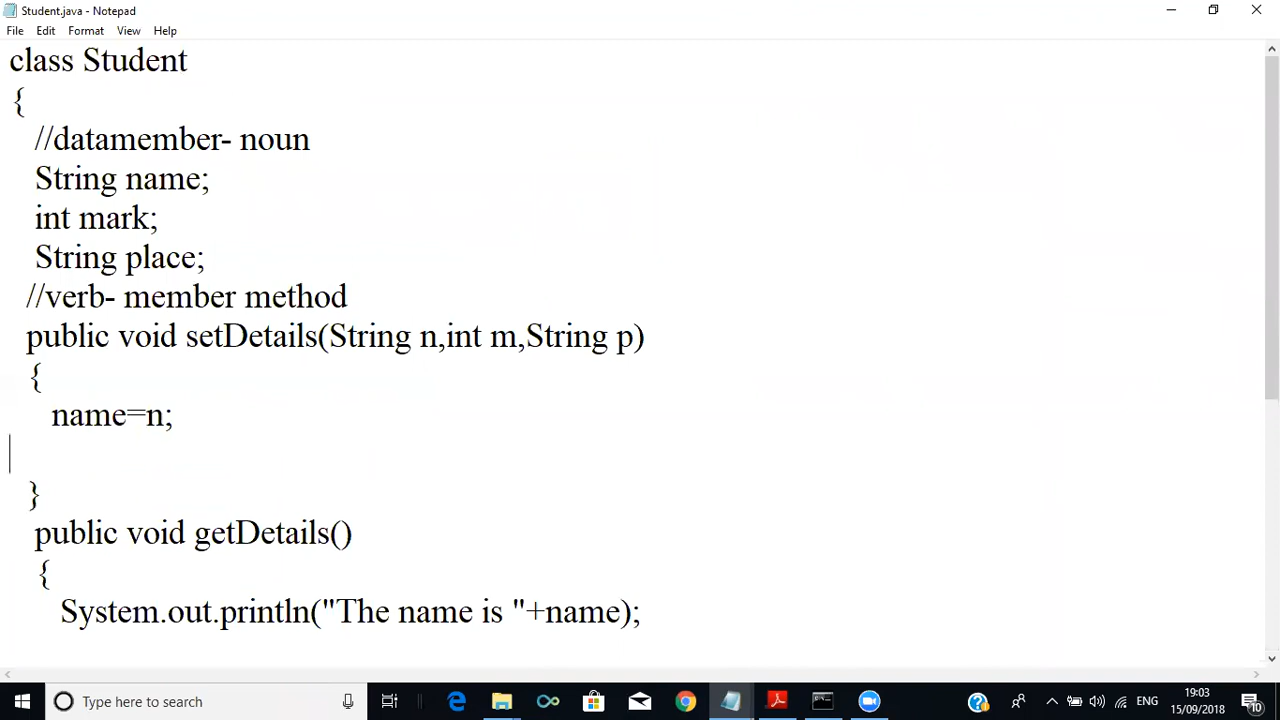 Student.java - Notepad
File Edit Format View Help
class Student
{
//datamember- noun
String name;
int mark;
String place;
//verb- member method
public void setDetails(String n,int m,String p)
{
name=n;
}
public void getDetails()
{
System.out.println("The name is "+name);
Type here to search
ENG
19:03
15/09/2018
10